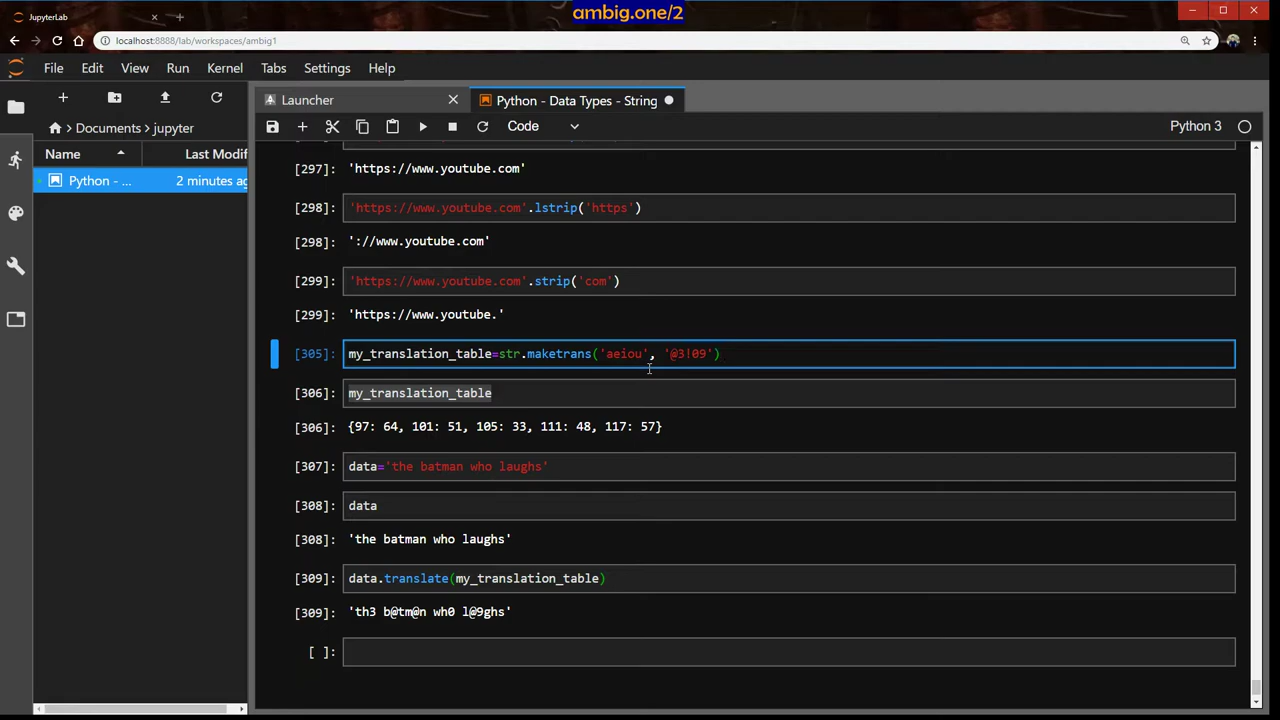 JupyterLab
ambig.one/2
localhost:8888/lab/workspaces/ambig1
File Edit View Run Kernel Tabs Settings Help
Launcher
Python - Data Types - String
Documents > jupyter
Code
Python 3
Name Last Modif
Python - ... 2 minutes ag
[297]: 'https://www.youtube.com'
[298]: 'https://www.youtube.com'.lstrip('https')
[298]: '://www.youtube.com'
[299]: 'https://www.youtube.com'.strip('com')
[299]: 'https://www.youtube.'
[305]: my_translation_table=str.maketrans('aeiou', '@3!09')
[306]: my_translation_table
[306]: {97: 64, 101: 51, 105: 33, 111: 48, 117: 57}
[307]: data='the batman who laughs'
[308]: data
[308]: 'the batman who laughs'
[309]: data.translate(my_translation_table)
[309]: 'th3 b@tm@n wh0 l@9ghs'
[ ]: